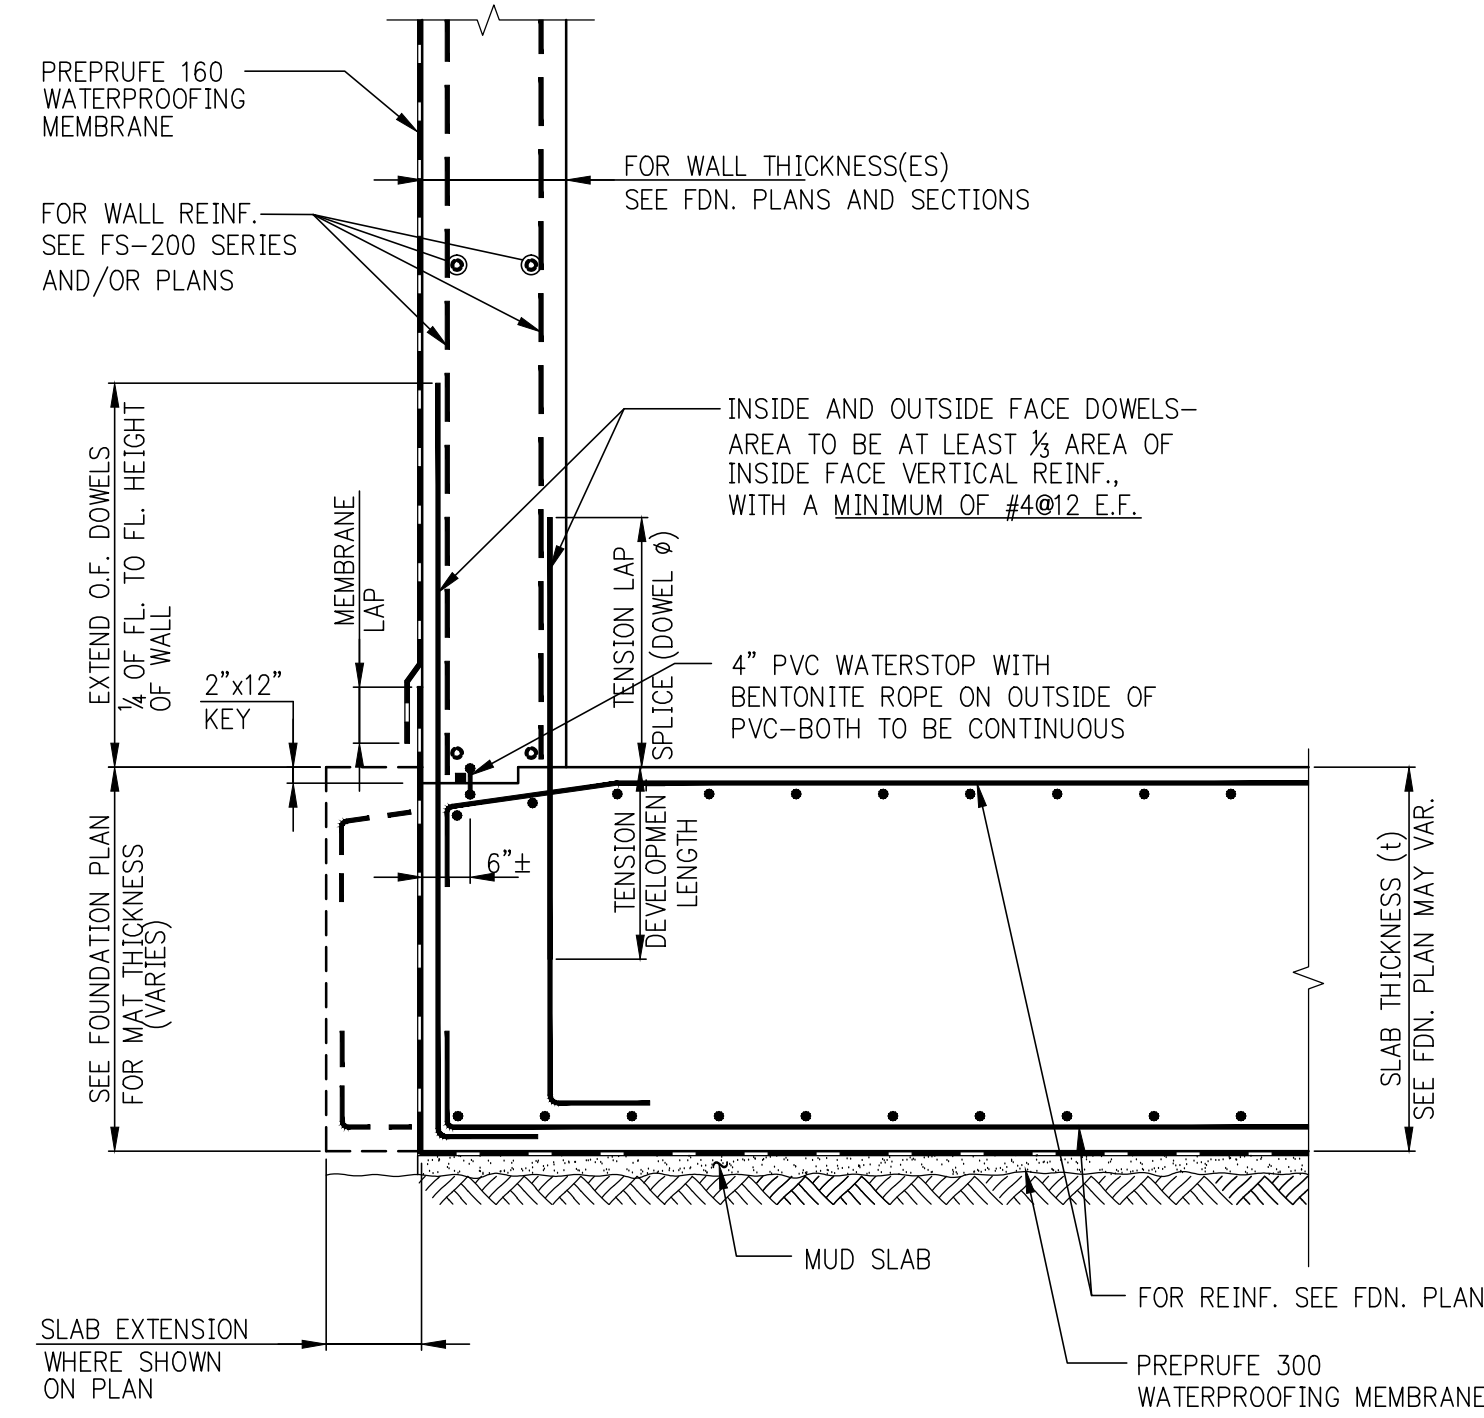 PREPRUFE 160
WATERPROOFING
MEMBRANE
FOR WALL THICKNESS(ES)
SEE FDN. PLANS AND SECTIONS
FOR WALL REINF.
SEE FS-200 SERIES
AND/OR PLANS
EXTEND O.F. DOWELS
¼ OF FL. TO FL. HEIGHT
OF WALL
MEMBRANE
LAP
INSIDE AND OUTSIDE FACE DOWELS-
AREA TO BE AT LEAST ⅓ AREA OF
INSIDE FACE VERTICAL REINF.,
WITH A MINIMUM OF #4@12 E.F.
TENSION LAP
SPLICE (DOWEL ø)
2"x12"
KEY
4" PVC WATERSTOP WITH
BENTONITE ROPE ON OUTSIDE OF
PVC-BOTH TO BE CONTINUOUS
SEE FOUNDATION PLAN
FOR MAT THICKNESS
(VARIES)
6"±
TENSION
DEVELOPMEN
LENGTH
SLAB THICKNESS (t)
SEE FDN. PLAN MAY VAR.
MUD SLAB
FOR REINF. SEE FDN. PLAN
SLAB EXTENSION
WHERE SHOWN
ON PLAN
PREPRUFE 300
WATERPROOFING MEMBRANE